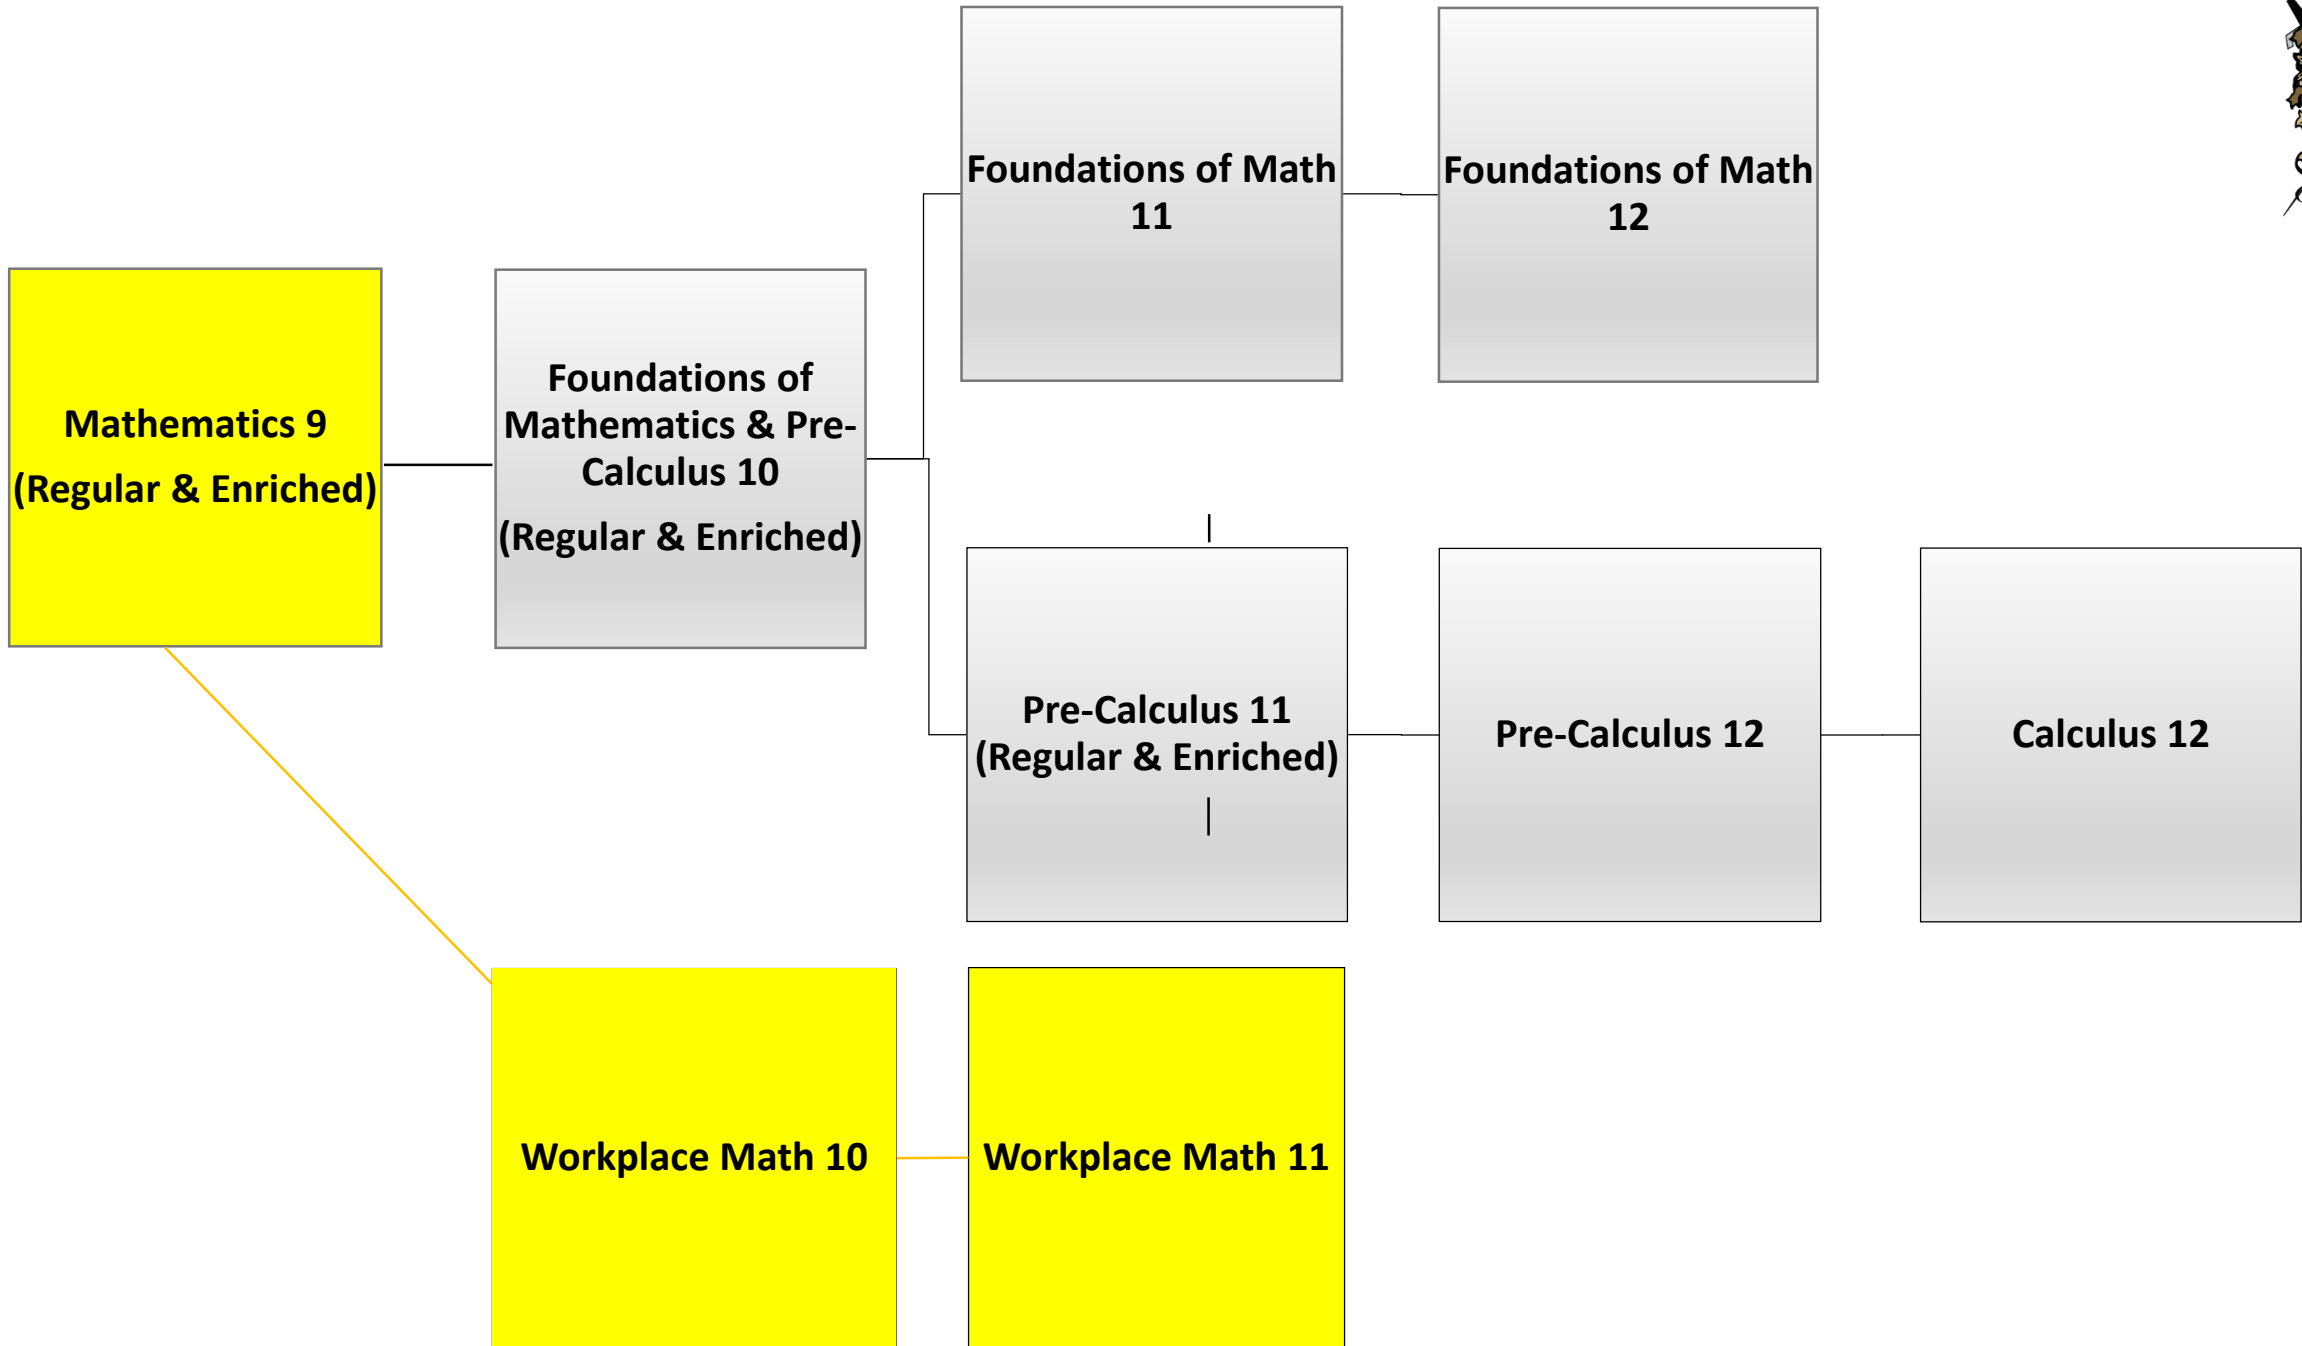 Foundations of Math
11
Foundations of Math
12
Mathematics 9
(Regular & Enriched)
Foundations of
Mathematics & Pre-
Calculus 10
(Regular & Enriched)
Pre-Calculus 11
(Regular & Enriched)
Pre-Calculus 12
Calculus 12
Workplace Math 10
Workplace Math 11